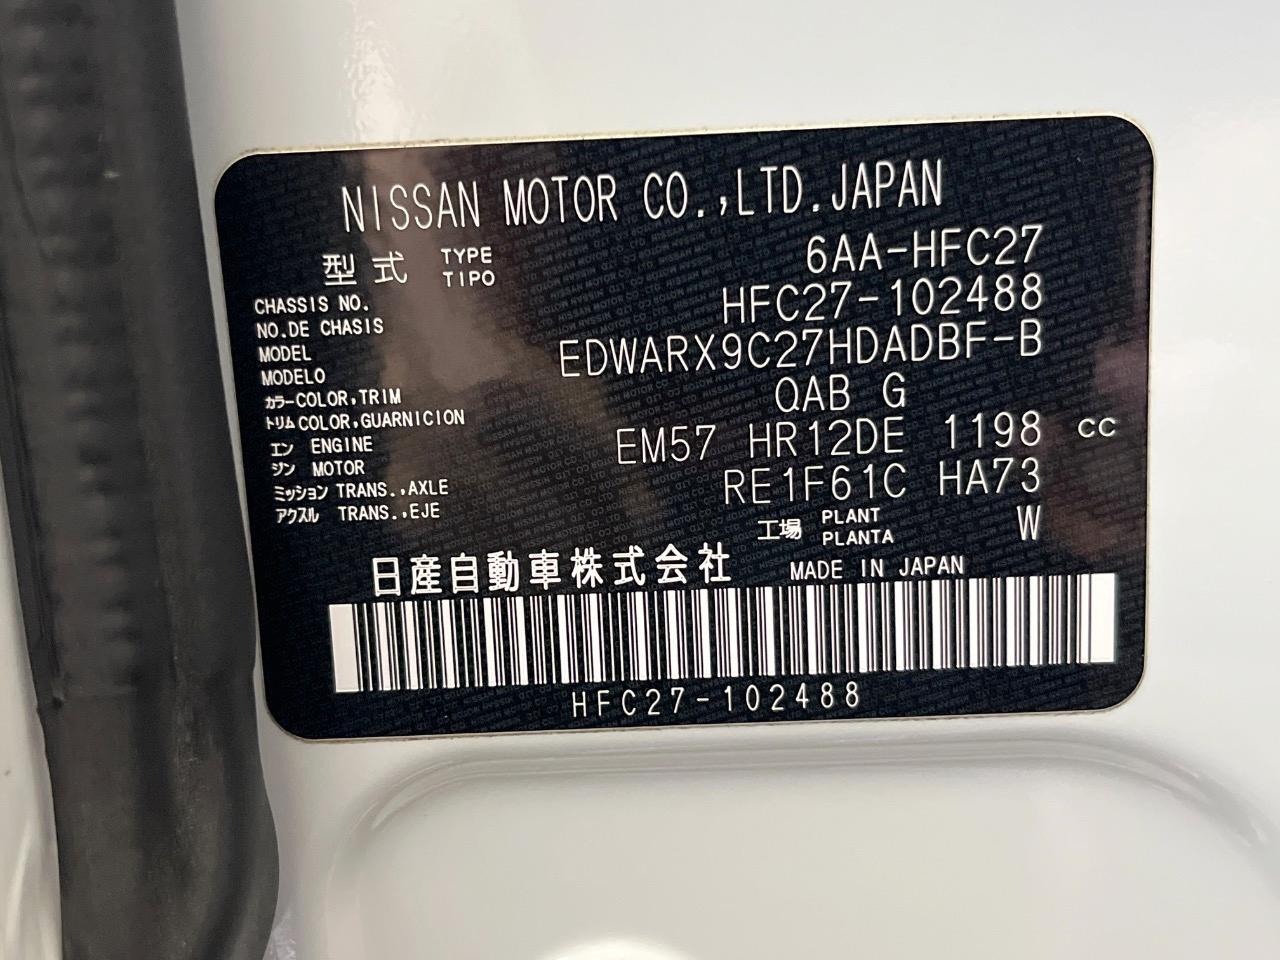 NISSAN MOTOR CO.,LTD.JAPAN
型式 TYPE TIPO 6AA-HFC27
CHASSIS NO. NO.DE CHASIS HFC27-102488
MODEL MODELO EDWARX9C27HDADBF-B
カラー COLOR,TRIM トリム COLOR,GUARNICION QAB G
エンジン ENGINE MOTOR EM57 HR12DE 1198 cc
ミッション TRANS.,AXLE アクスル TRANS.,EJE RE1F61C HA73
工場 PLANT PLANTA W
日産自動車株式会社 MADE IN JAPAN
HFC27-102488